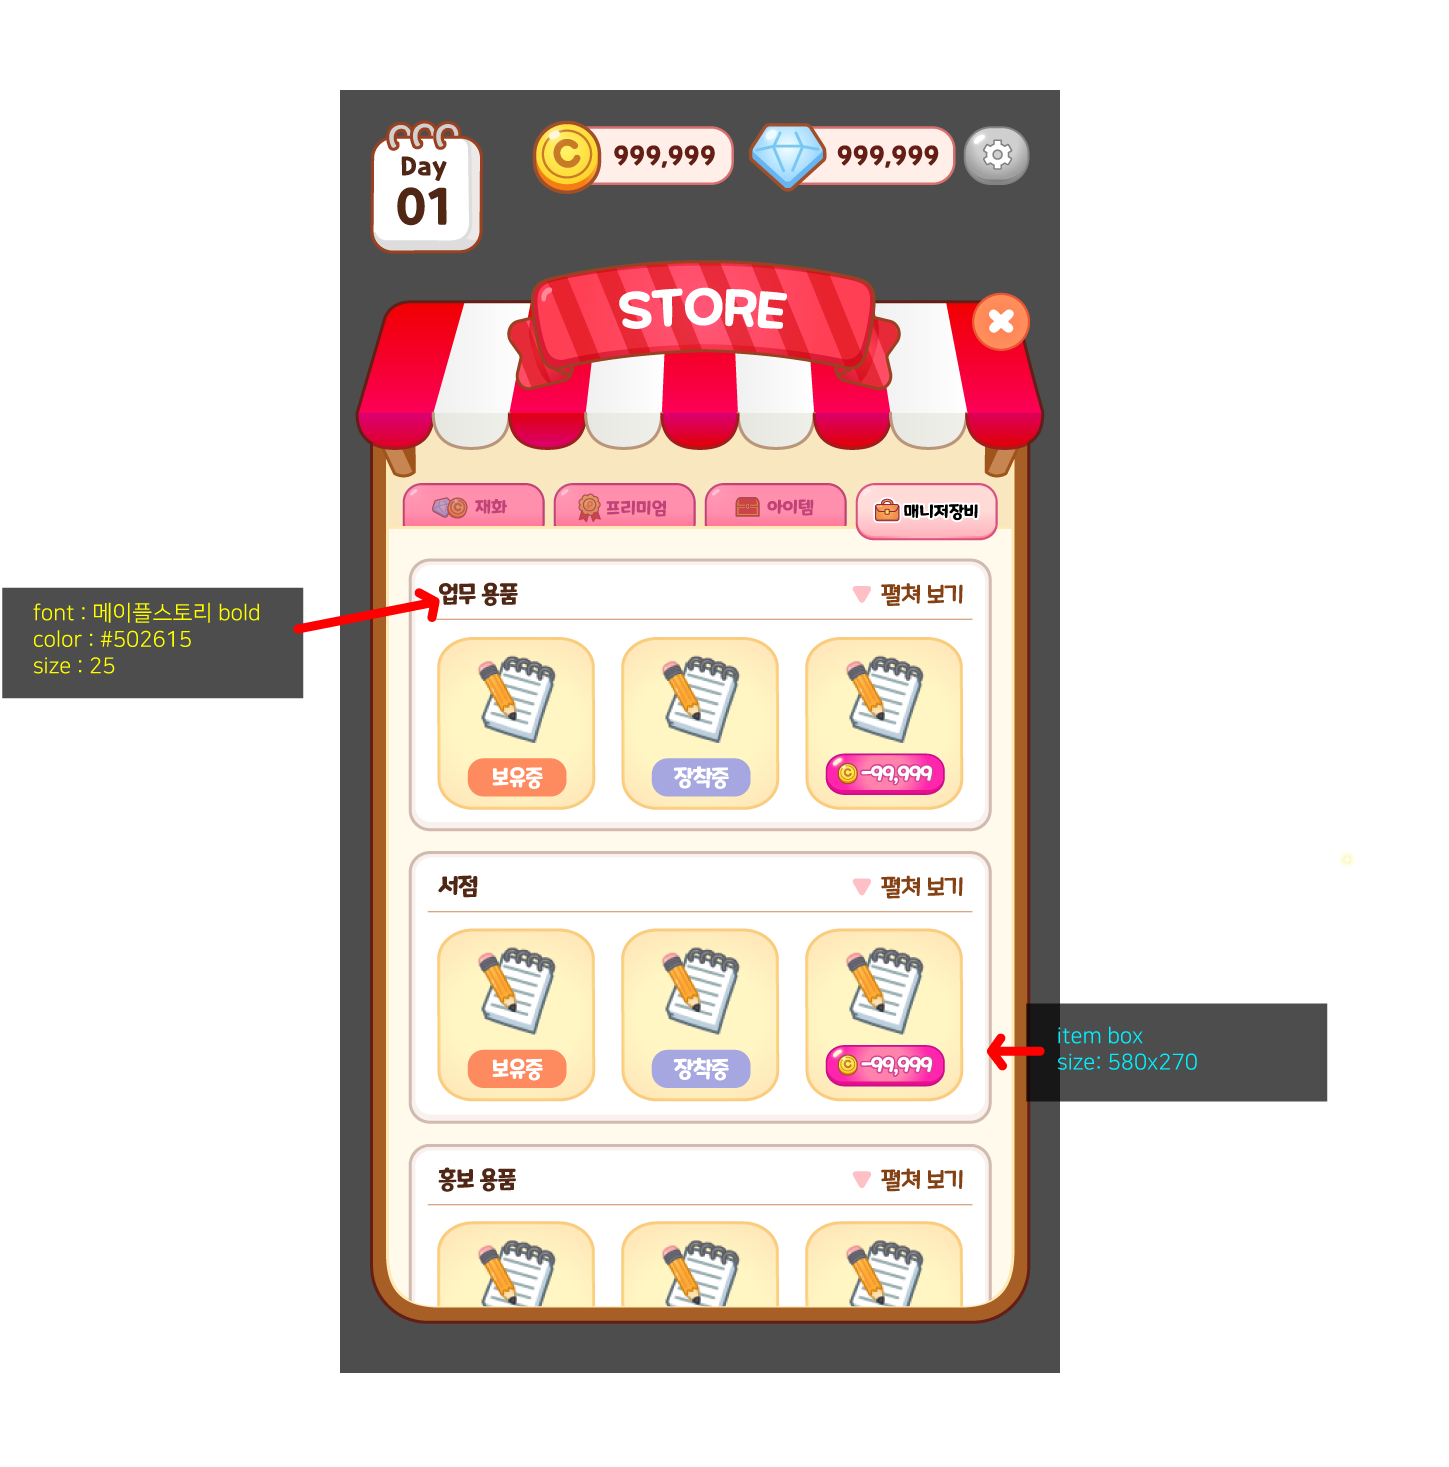 Day
01
999,999
999,999
STORE
재화
프리미엄
아이템
매니저장비
업무 용품
펼쳐 보기
font : 메이플스토리 bold
color : #502615
size : 25
보유중
장착중
-99,999
서점
펼쳐 보기
보유중
장착중
-99,999
item box
size: 580x270
홍보 용품
펼쳐 보기